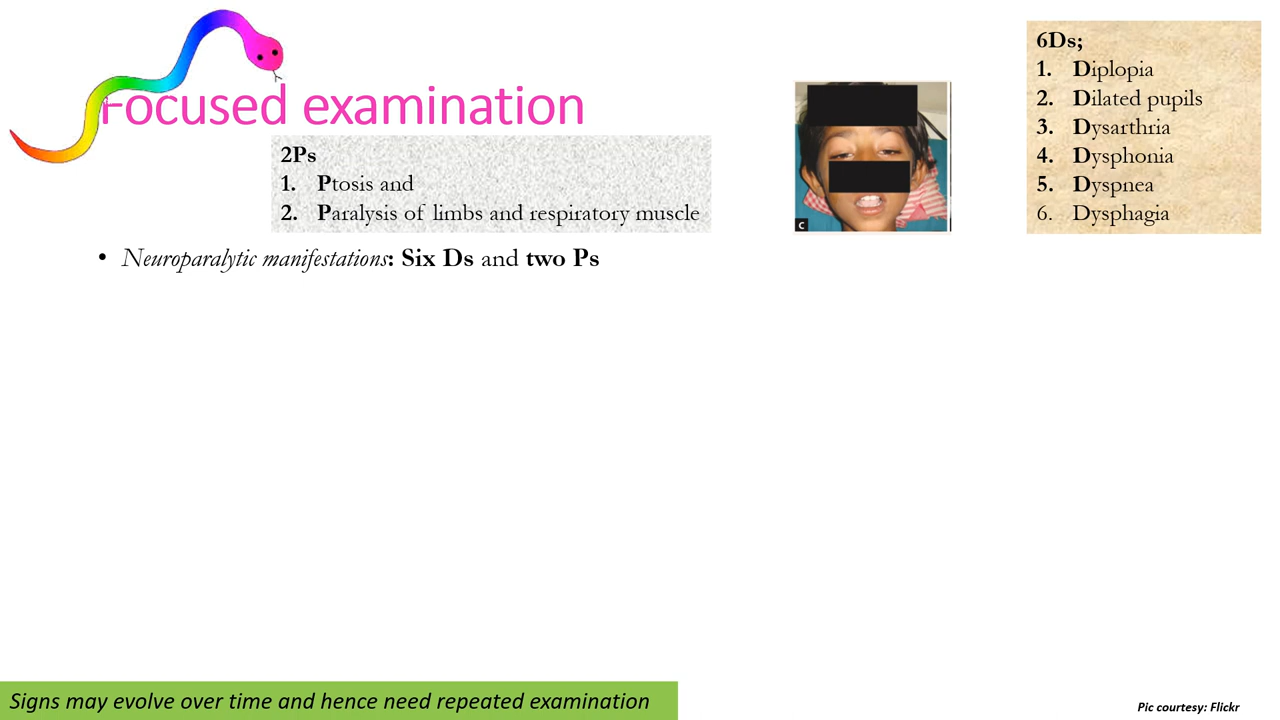 Focused examination
2Ps
1. Ptosis and
2. Paralysis of limbs and respiratory muscle
6Ds;
1. Diplopia
2. Dilated pupils
3. Dysarthria
4. Dysphonia
5. Dyspnea
6. Dysphagia
C
• Neuroparalytic manifestations: Six Ds and two Ps
Signs may evolve over time and hence need repeated examination
Pic courtesy: Flickr